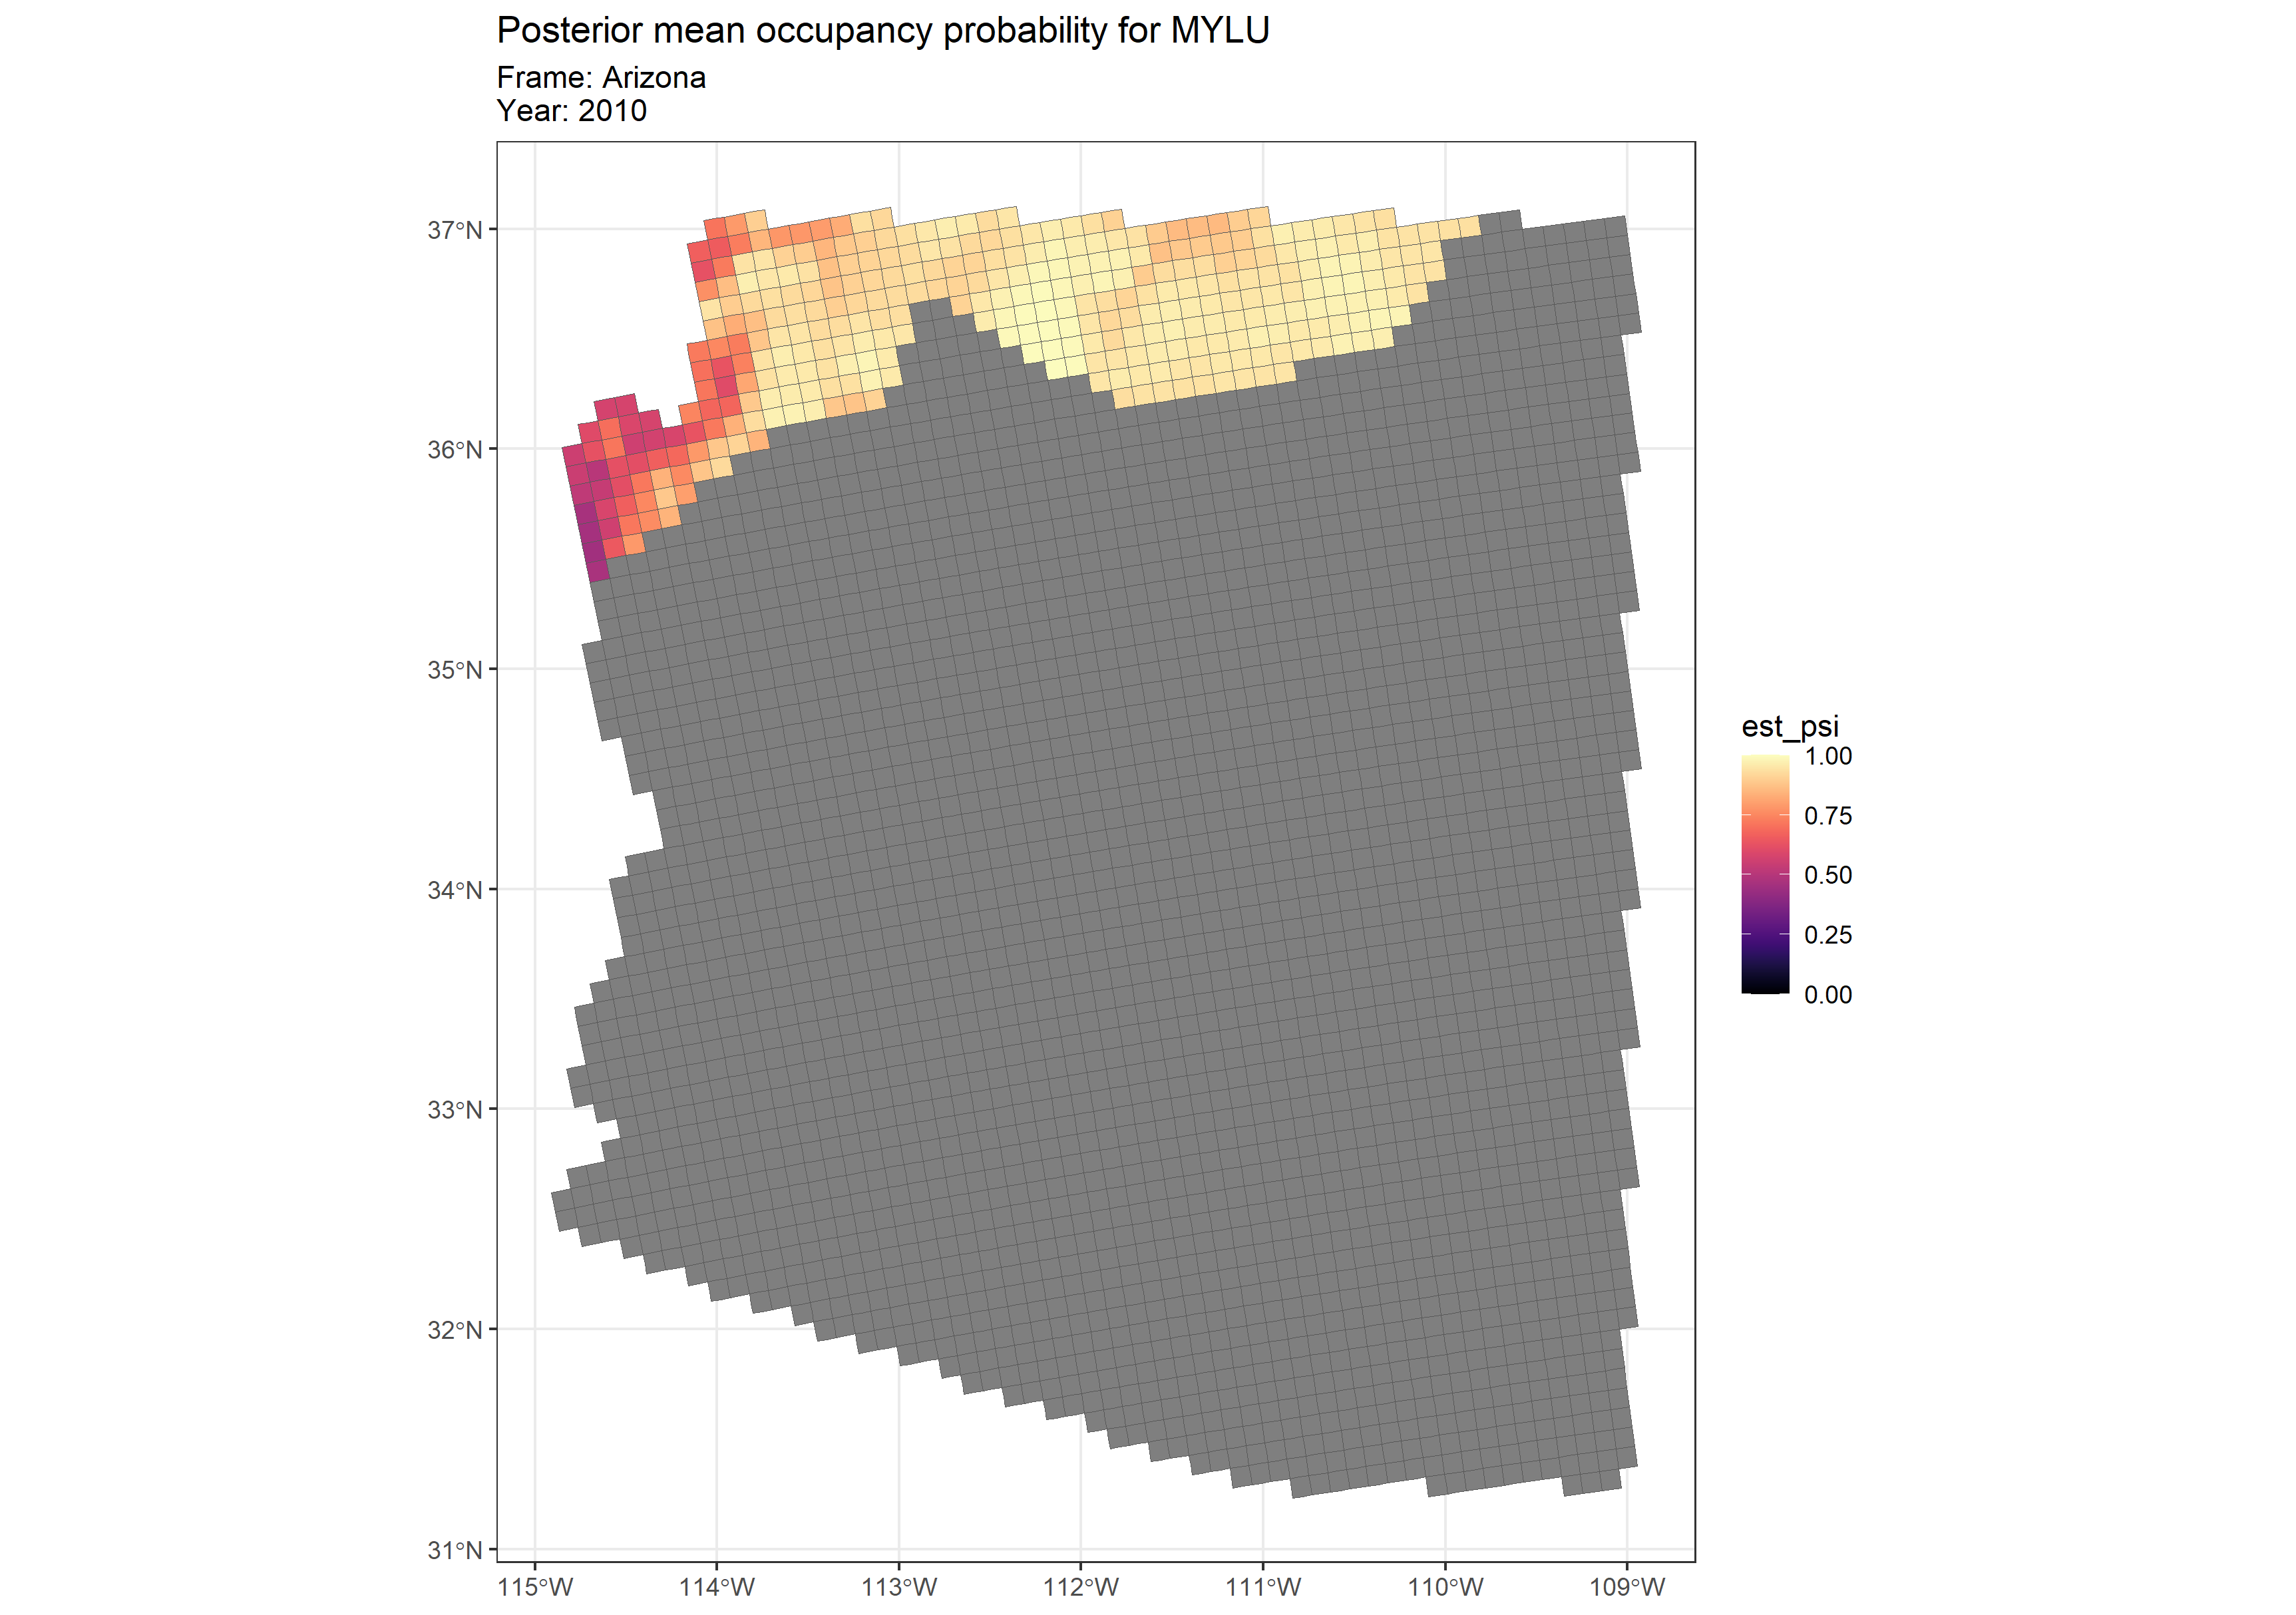 Posterior mean occupancy probability for MYLU
Frame: Arizona
Year: 2010
37°N
36°N
35°N
34°N
33°N
32°N
31°N
115°W
114°W
113°W
112°W
111°W
110°W
109°W
est_psi
1.00
0.75
0.50
0.25
0.00